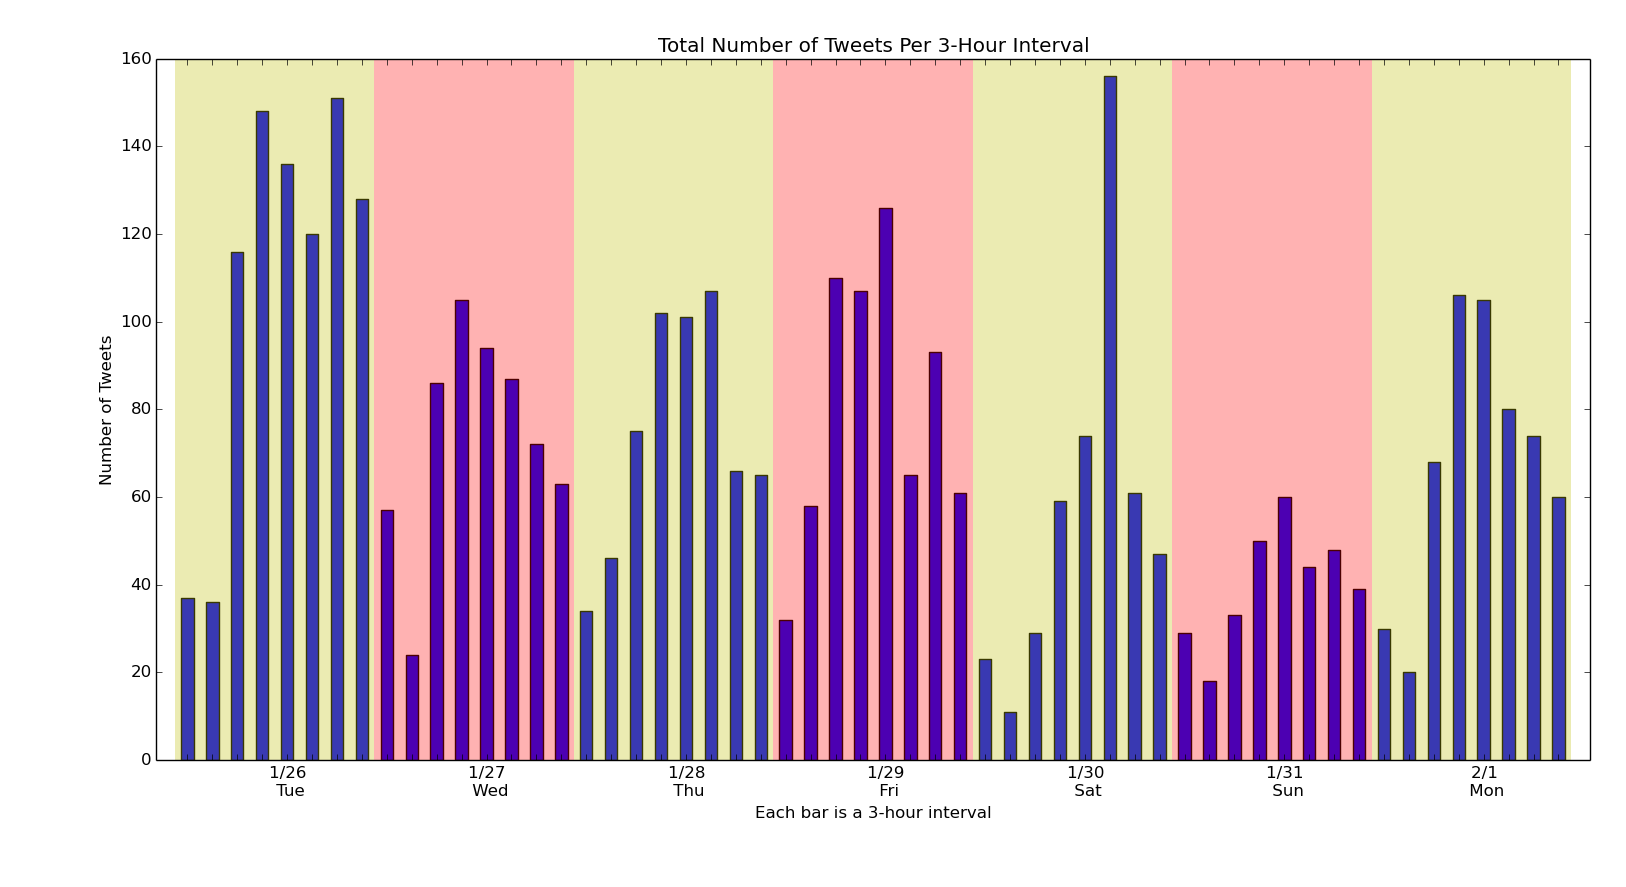 Total Number of Tweets Per 3-Hour Interval
160
140
120
100
80
60
40
20
0
Number of Tweets
1/26 1/27 1/28 1/29 1/30 1/31 2/1
Tue Wed Thu Fri Sat Sun Mon
Each bar is a 3-hour interval